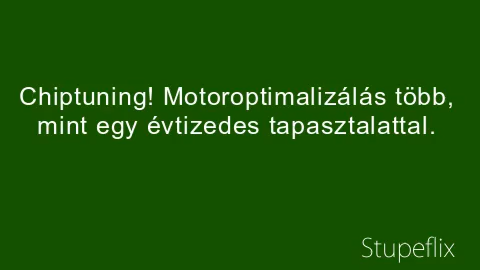 Chiptuning! Motoroptimalizálás több,
mint egy évtizedes tapasztalattal.
Stupeflix